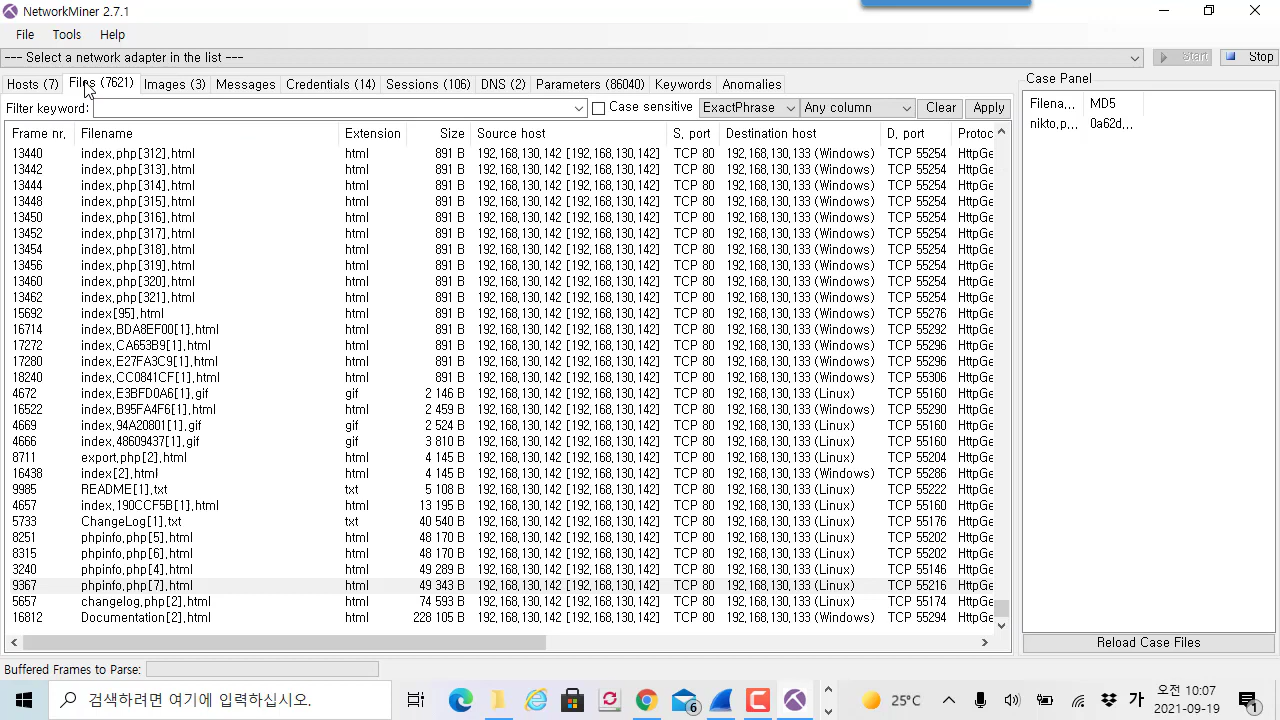 NetworkMiner 2.7.1
File Tools Help
--- Select a network adapter in the list ---
Start Stop
Hosts (7) Files (7621) Images (3) Messages Credentials (14) Sessions (106) DNS (2) Parameters (86040) Keywords Anomalies
Case Panel
Filter keyword: Case sensitive ExactPhrase Any column Clear Apply
Filena... MD5
nikto.p... 0a62d...
Frame nr. Filename Extension Size Source host S. port Destination host D. port Protoc
13440 index.php[312].html html 891 B 192.168.130.142 [192.168.130.142] TCP 80 192.168.130.133 (Windows) TCP 55254 HttpGe
13442 index.php[313].html html 891 B 192.168.130.142 [192.168.130.142] TCP 80 192.168.130.133 (Windows) TCP 55254 HttpGe
13444 index.php[314].html html 891 B 192.168.130.142 [192.168.130.142] TCP 80 192.168.130.133 (Windows) TCP 55254 HttpGe
13448 index.php[315].html html 891 B 192.168.130.142 [192.168.130.142] TCP 80 192.168.130.133 (Windows) TCP 55254 HttpGe
13450 index.php[316].html html 891 B 192.168.130.142 [192.168.130.142] TCP 80 192.168.130.133 (Windows) TCP 55254 HttpGe
13452 index.php[317].html html 891 B 192.168.130.142 [192.168.130.142] TCP 80 192.168.130.133 (Windows) TCP 55254 HttpGe
13454 index.php[318].html html 891 B 192.168.130.142 [192.168.130.142] TCP 80 192.168.130.133 (Windows) TCP 55254 HttpGe
13456 index.php[319].html html 891 B 192.168.130.142 [192.168.130.142] TCP 80 192.168.130.133 (Windows) TCP 55254 HttpGe
13460 index.php[320].html html 891 B 192.168.130.142 [192.168.130.142] TCP 80 192.168.130.133 (Windows) TCP 55254 HttpGe
13462 index.php[321].html html 891 B 192.168.130.142 [192.168.130.142] TCP 80 192.168.130.133 (Windows) TCP 55254 HttpGe
15692 index[95].html html 891 B 192.168.130.142 [192.168.130.142] TCP 80 192.168.130.133 (Windows) TCP 55276 HttpGe
16714 index.BDA8EF00[1].html html 891 B 192.168.130.142 [192.168.130.142] TCP 80 192.168.130.133 (Windows) TCP 55292 HttpGe
17272 index.CA653B9[1].html html 891 B 192.168.130.142 [192.168.130.142] TCP 80 192.168.130.133 (Windows) TCP 55296 HttpGe
17280 index.E27FA3C9[1].html html 891 B 192.168.130.142 [192.168.130.142] TCP 80 192.168.130.133 (Windows) TCP 55296 HttpGe
18240 index.CC0841CF[1].html html 891 B 192.168.130.142 [192.168.130.142] TCP 80 192.168.130.133 (Windows) TCP 55306 HttpGe
4672 index.E3BFD0A6[1].gif gif 2 146 B 192.168.130.142 [192.168.130.142] TCP 80 192.168.130.133 (Linux) TCP 55160 HttpGe
16522 index.B95FA4F6[1].html html 2 459 B 192.168.130.142 [192.168.130.142] TCP 80 192.168.130.133 (Windows) TCP 55290 HttpGe
4669 index.94A20801[1].gif gif 2 524 B 192.168.130.142 [192.168.130.142] TCP 80 192.168.130.133 (Linux) TCP 55160 HttpGe
4666 index.48609437[1].gif gif 3 810 B 192.168.130.142 [192.168.130.142] TCP 80 192.168.130.133 (Linux) TCP 55160 HttpGe
8711 export.php[2].html html 4 145 B 192.168.130.142 [192.168.130.142] TCP 80 192.168.130.133 (Linux) TCP 55204 HttpGe
16438 index[2].html html 4 145 B 192.168.130.142 [192.168.130.142] TCP 80 192.168.130.133 (Windows) TCP 55286 HttpGe
9985 README[1].txt txt 5 108 B 192.168.130.142 [192.168.130.142] TCP 80 192.168.130.133 (Linux) TCP 55222 HttpGe
4657 index.190CCF5B[1].html html 13 195 B 192.168.130.142 [192.168.130.142] TCP 80 192.168.130.133 (Linux) TCP 55160 HttpGe
5733 ChangeLog[1].txt txt 40 540 B 192.168.130.142 [192.168.130.142] TCP 80 192.168.130.133 (Linux) TCP 55176 HttpGe
8251 phpinfo.php[5].html html 48 170 B 192.168.130.142 [192.168.130.142] TCP 80 192.168.130.133 (Linux) TCP 55202 HttpGe
8315 phpinfo.php[6].html html 48 170 B 192.168.130.142 [192.168.130.142] TCP 80 192.168.130.133 (Linux) TCP 55202 HttpGe
3240 phpinfo.php[4].html html 49 289 B 192.168.130.142 [192.168.130.142] TCP 80 192.168.130.133 (Linux) TCP 55146 HttpGe
9367 phpinfo.php[7].html html 49 343 B 192.168.130.142 [192.168.130.142] TCP 80 192.168.130.133 (Linux) TCP 55216 HttpGe
5657 changelog.php[2].html html 74 593 B 192.168.130.142 [192.168.130.142] TCP 80 192.168.130.133 (Linux) TCP 55174 HttpGe
16812 Documentation[2].html html 228 105 B 192.168.130.142 [192.168.130.142] TCP 80 192.168.130.133 (Windows) TCP 55294 HttpGe
Reload Case Files
Buffered Frames to Parse:
검색하려면 여기에 입력하십시오.
6
25°C
가
오전 10:07
2021-09-19
1